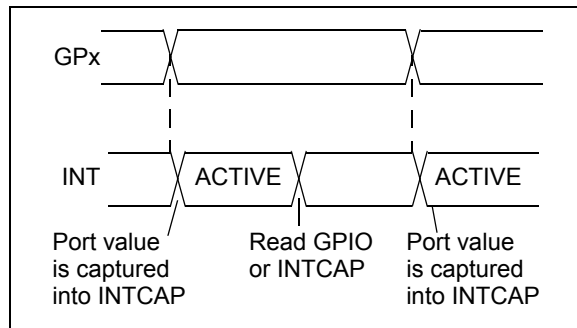 GPx
INT
ACTIVE
ACTIVE
Port value
is captured
into INTCAP
Read GPIO
or INTCAP
Port value
is captured
into INTCAP